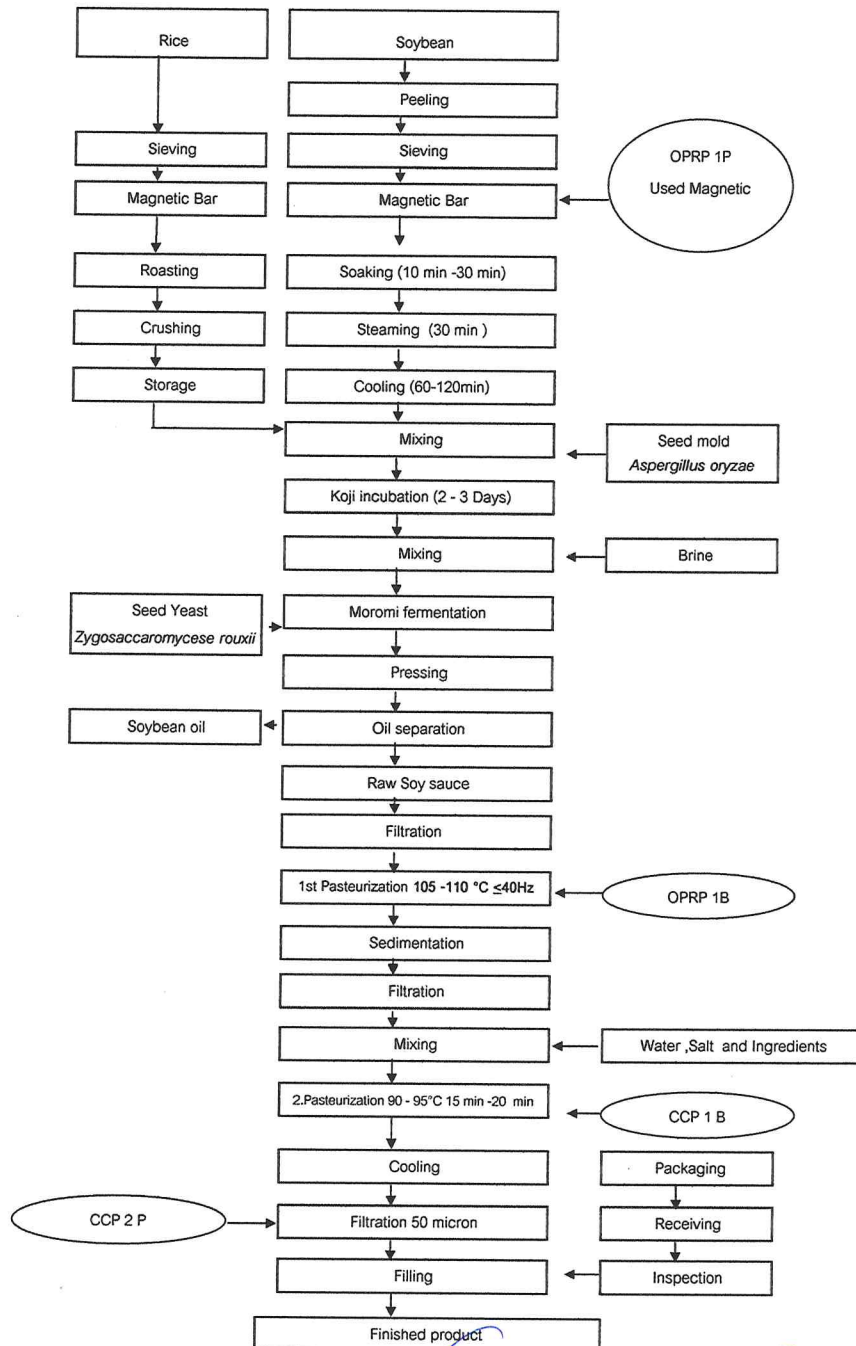 Rice
Soybean
Peeling
Sieving
Sieving
OPRP 1P
Used Magnetic
Magnetic Bar
Magnetic Bar
Roasting
Soaking (10 min -30 min)
Crushing
Steaming (30 min )
Storage
Cooling (60-120min)
Mixing
Seed mold
Aspergillus oryzae
Koji incubation (2 - 3 Days)
Mixing
Brine
Seed Yeast
Zygosaccaromycese rouxii
Moromi fermentation
Pressing
Soybean oil
Oil separation
Raw Soy sauce
Filtration
1st Pasteurization 105 -110 °C ≤40Hz
OPRP 1B
Sedimentation
Filtration
Mixing
Water ,Salt and Ingredients
2.Pasteurization 90 - 95°C 15 min -20 min
CCP 1 B
Cooling
Packaging
CCP 2 P
Filtration 50 micron
Receiving
Filling
Inspection
Finished product